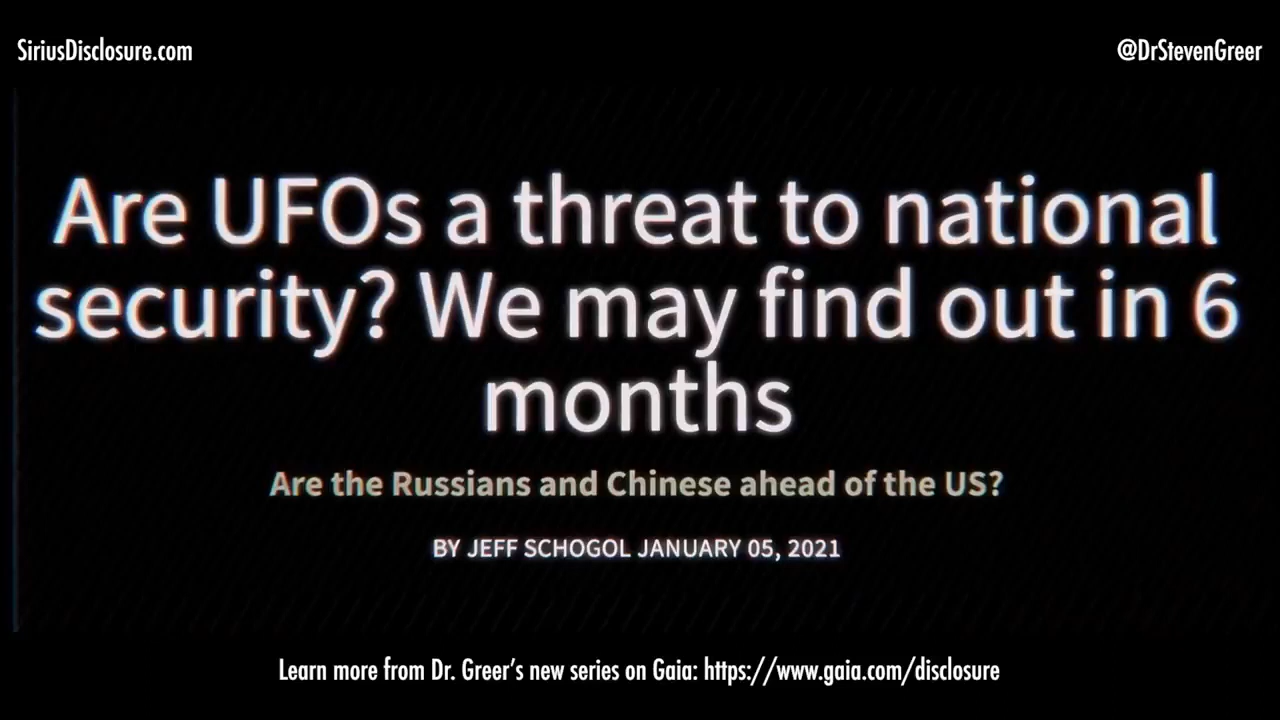 SiriusDisclosure.com
@DrStevenGreer
Are UFOs a threat to national
security? We may find out in 6
months
Are the Russians and Chinese ahead of the US?
BY JEFF SCHOGOL JANUARY 05, 2021
Learn more from Dr. Greer's new series on Gaia: https://www.gaia.com/disclosure